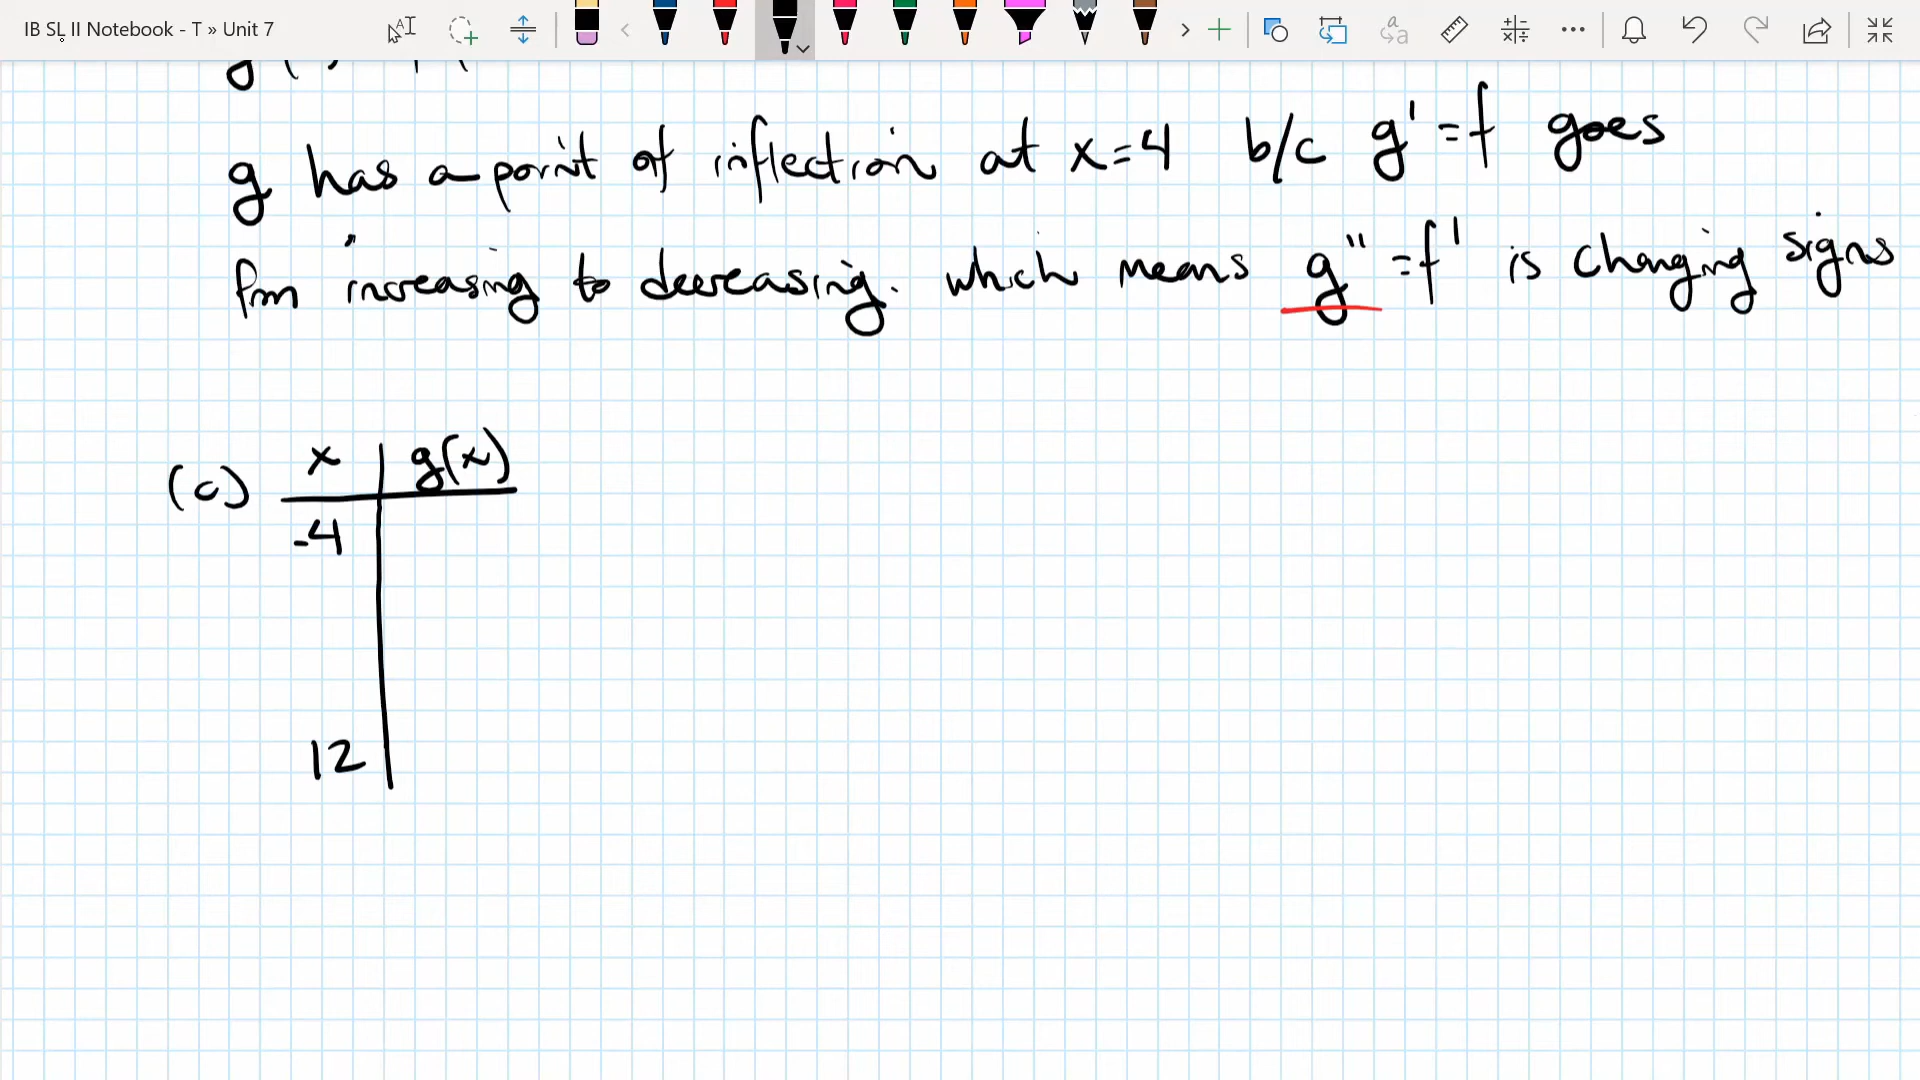 IB SL II Notebook - T » Unit 7
g has a point of inflection at x=4 b/c g' = f goes
from increasing to decreasing. which means g'' = f' is changing signs
(c) x | g(x)
-4
12